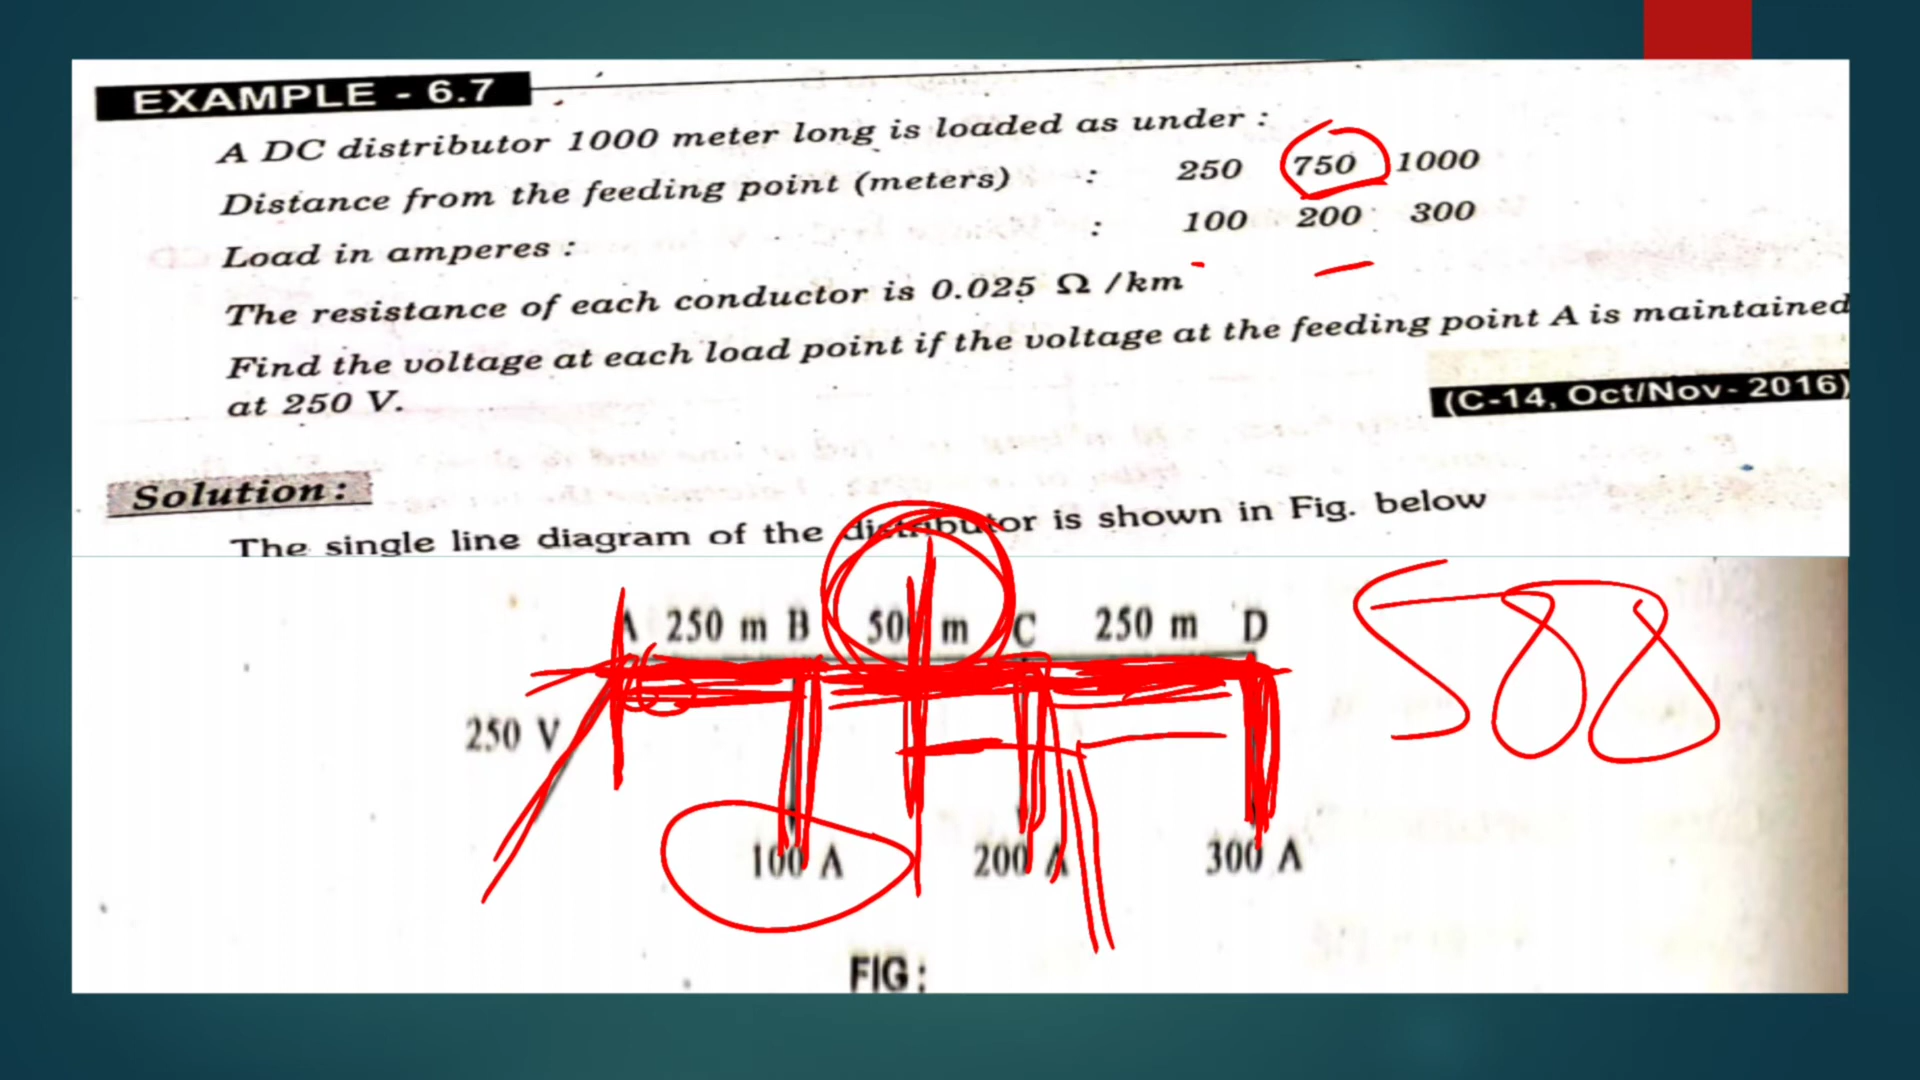 EXAMPLE - 6.7
A DC distributor 1000 meter long is loaded as under :
Distance from the feeding point (meters) : 250 750 1000
Load in amperes : : 100 200 300
The resistance of each conductor is 0.025 Ω /km
Find the voltage at each load point if the voltage at the feeding point A is maintained
at 250 V.
(C-14, Oct/Nov- 2016)
Solution:
The single line diagram of the distributor is shown in Fig. below
A 250 m B 500 m C 250 m D
588
250 V
100 A 200 A 300 A
FIG :